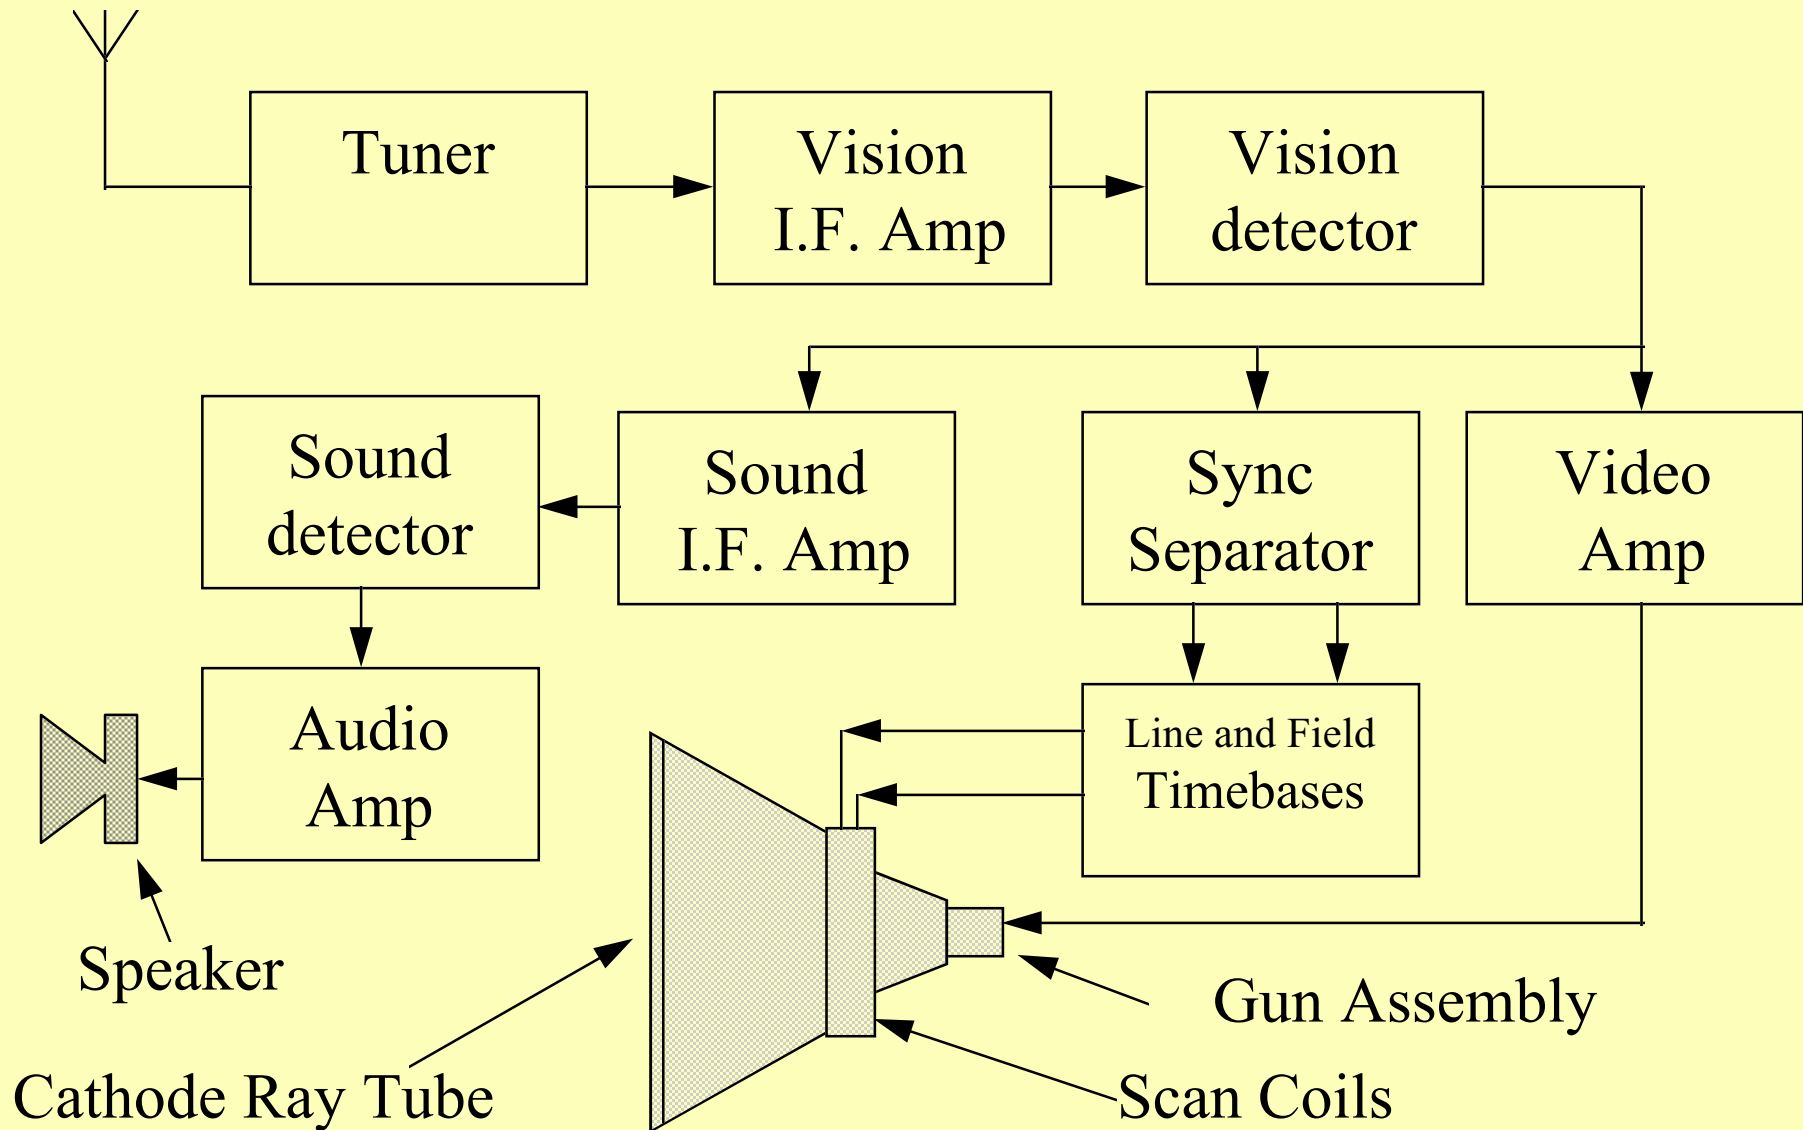 Tuner
Vision
I.F. Amp
Vision
detector
Sound
detector
Sound
I.F. Amp
Sync
Separator
Video
Amp
Audio
Amp
Line and Field
Timebases
Speaker
Gun Assembly
Cathode Ray Tube
Scan Coils